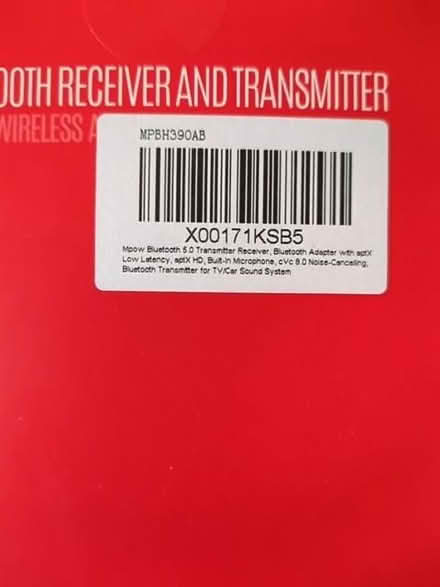 OOTH RECEIVER AND TRANSMITTER
WIRELESS A
MPBH390AB
X00171KSB5
Mpow Bluetooth 5.0 Transmitter Receiver, Bluetooth Adapter with aptX
Low Latency, aptX HD, Built-in Microphone, cVc 8.0 Noise-Cancelling,
Bluetooth Transmitter for TV/Car Sound System